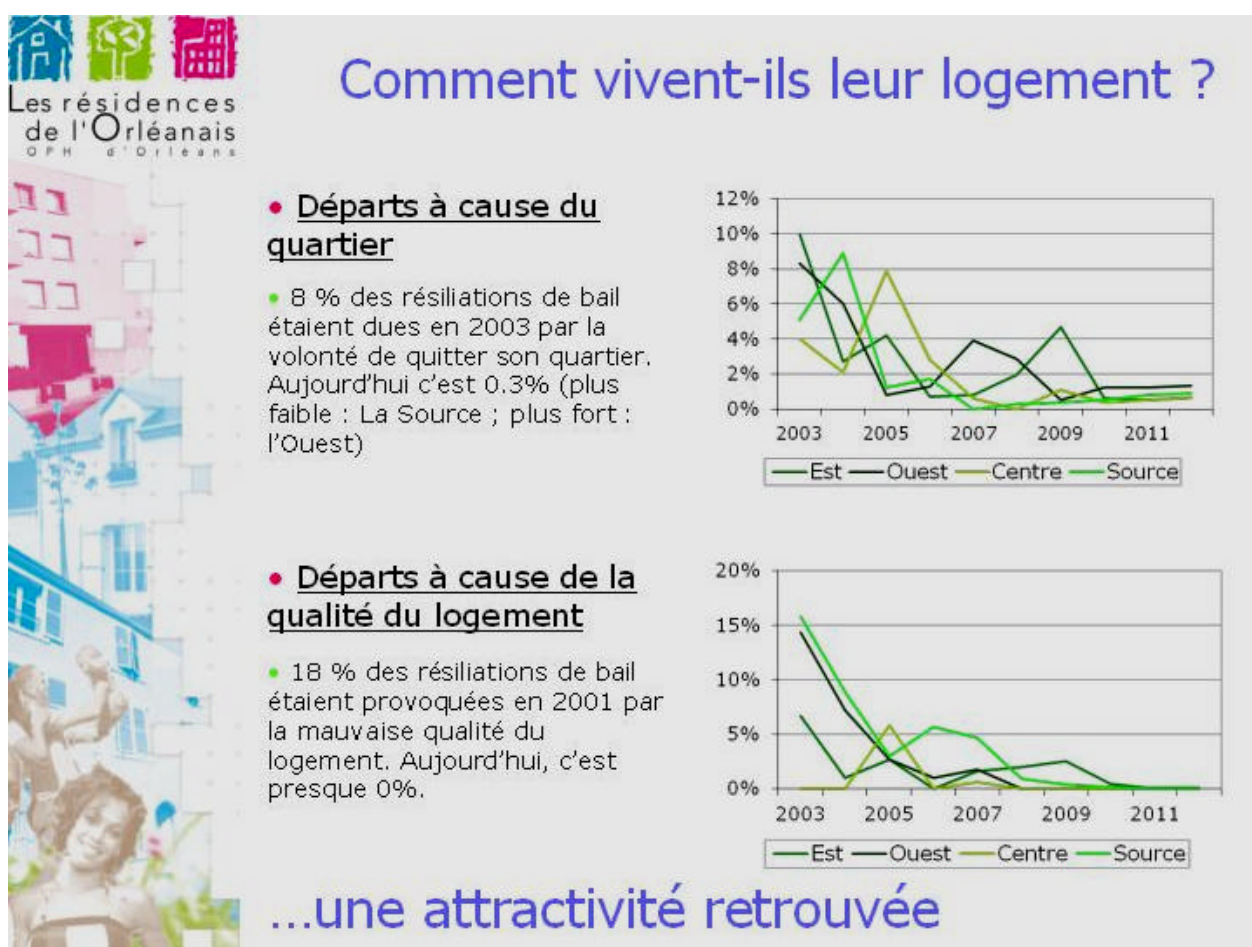 Les résidences
de l'Orléanais
OPH d'Orléans
Comment vivent-ils leur logement ?
• Départs à cause du
quartier
• 8 % des résiliations de bail
étaient dues en 2003 par la
volonté de quitter son quartier.
Aujourd'hui c'est 0.3% (plus
faible : La Source ; plus fort :
l'Ouest)
12%
10%
8%
6%
4%
2%
0%
2003 2005 2007 2009 2011
Est Ouest Centre Source
• Départs à cause de la
qualité du logement
• 18 % des résiliations de bail
étaient provoquées en 2001 par
la mauvaise qualité du
logement. Aujourd'hui, c'est
presque 0%.
20%
15%
10%
5%
0%
2003 2005 2007 2009 2011
Est Ouest Centre Source
...une attractivité retrouvée